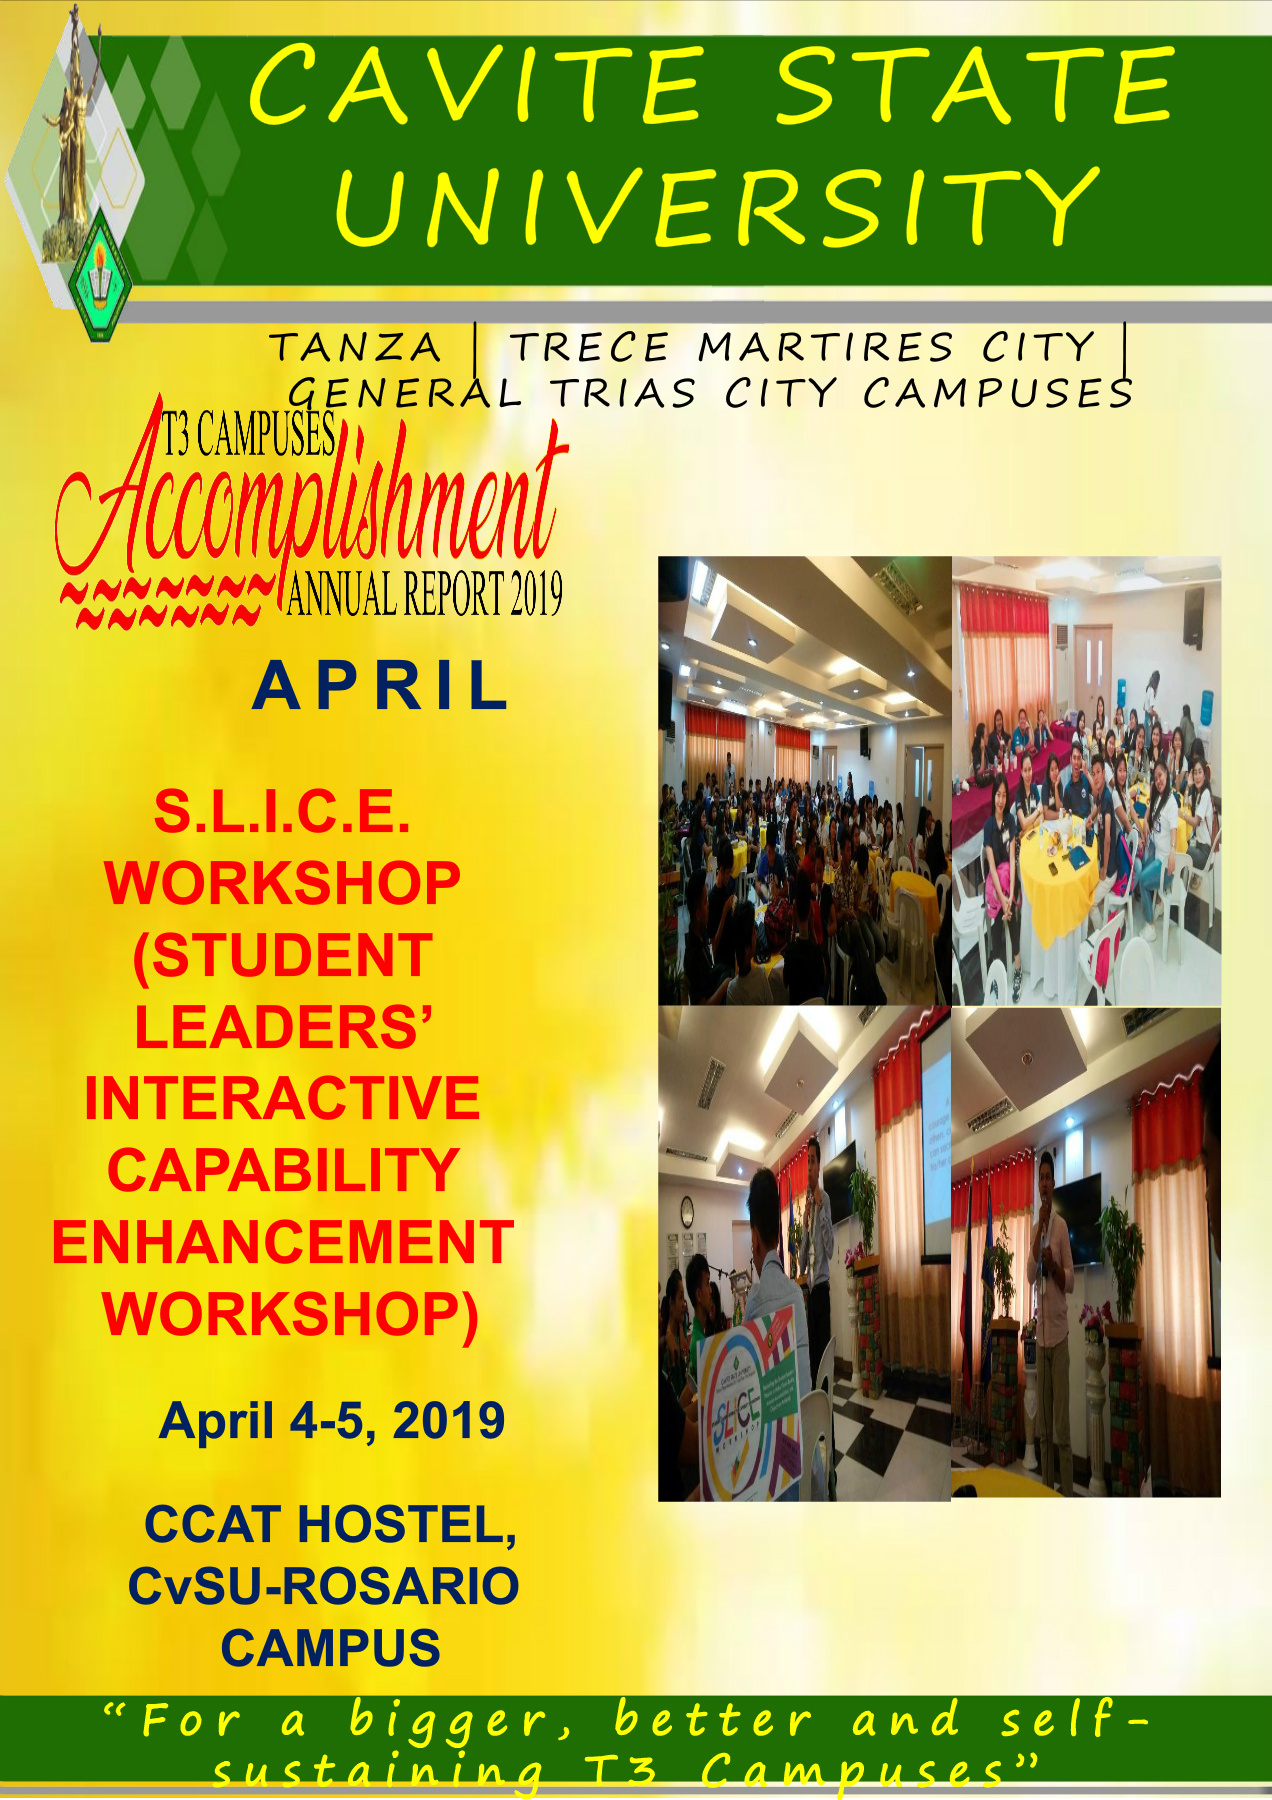 CAVITE STATE
UNIVERSITY
TANZA | TRECE MARTIRES CITY |
GENERAL TRIAS CITY CAMPUSES
T3 CAMPUSES
Accomplishment
ANNUAL REPORT 2019
APRIL
S.L.I.C.E.
WORKSHOP
(STUDENT
LEADERS’
INTERACTIVE
CAPABILITY
ENHANCEMENT
WORKSHOP)
April 4-5, 2019
CCAT HOSTEL,
CvSU-ROSARIO
CAMPUS
SLICE
WORKSHOP
“For a bigger, better and self-
sustaining T3 Campuses”